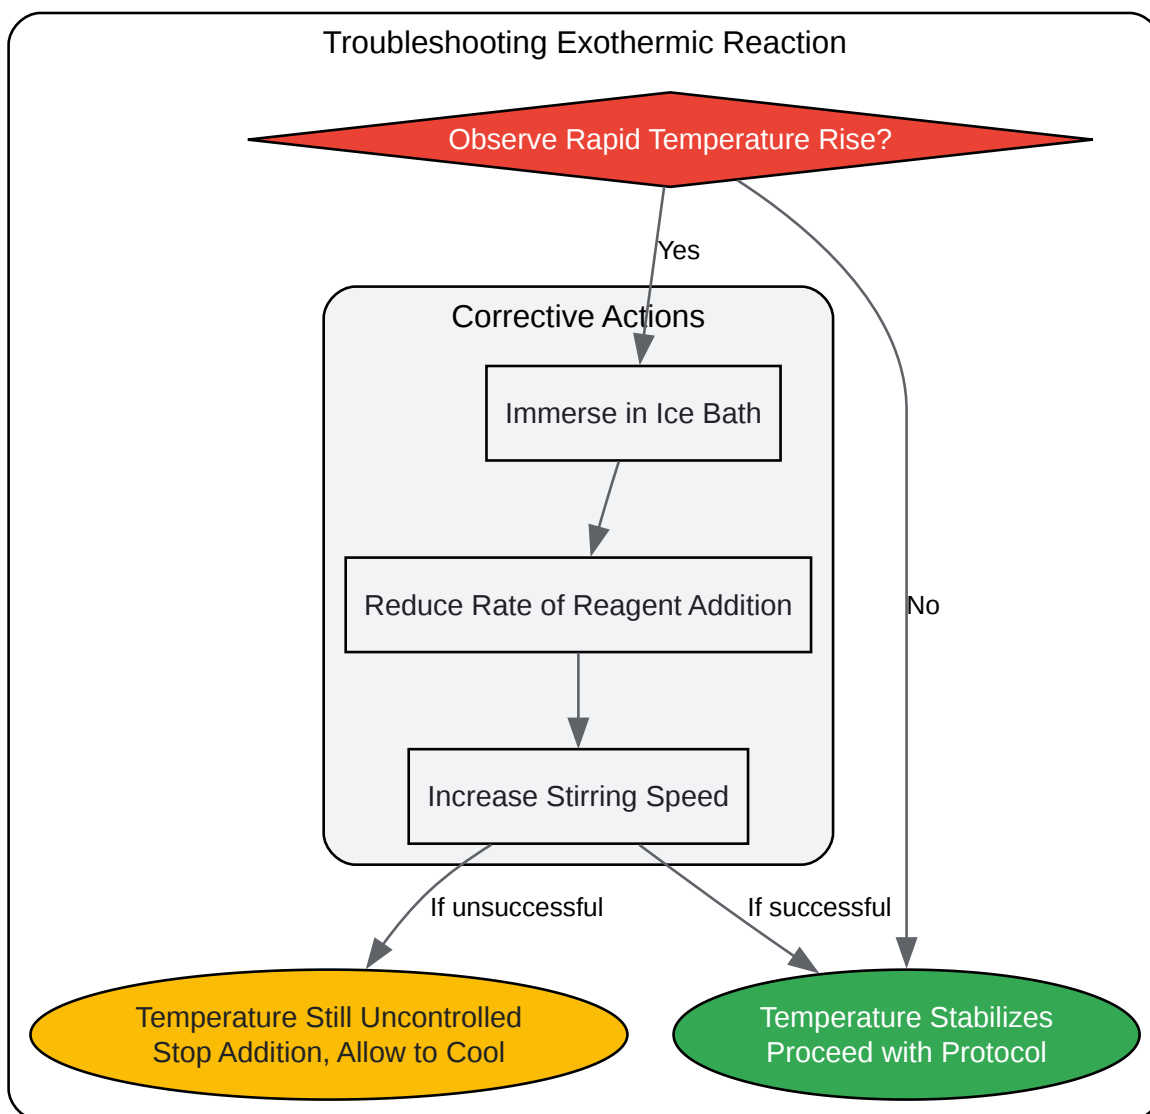 Troubleshooting Exothermic Reaction
Observe Rapid Temperature Rise?
Yes
Corrective Actions
Immerse in Ice Bath
Reduce Rate of Reagent Addition
No
Increase Stirring Speed
If unsuccessful
If successful
Temperature Still Uncontrolled
Stop Addition, Allow to Cool
Temperature Stabilizes
Proceed with Protocol